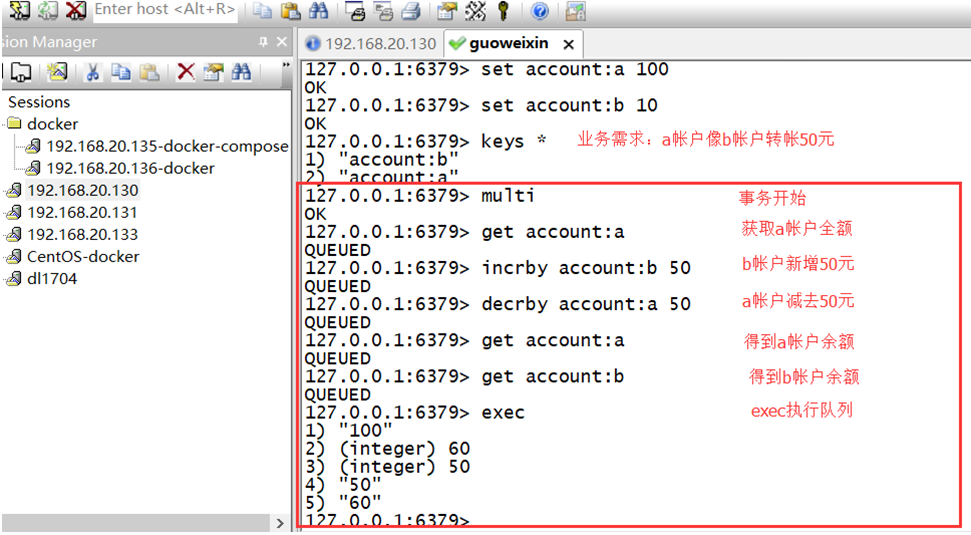 Enter host <Alt+R>
sion Manager
192.168.20.130
guoweixin
Sessions
docker
192.168.20.135-docker-compose
192.168.20.136-docker
192.168.20.130
192.168.20.131
192.168.20.133
CentOS-docker
dl1704
127.0.0.1:6379> set account:a 100
OK
127.0.0.1:6379> set account:b 10
OK
127.0.0.1:6379> keys * 业务需求：a帐户像b帐户转帐50元
1) "account:b"
2) "account:a"
127.0.0.1:6379> multi 事务开始
OK
127.0.0.1:6379> get account:a 获取a帐户全额
QUEUED
127.0.0.1:6379> incrby account:b 50 b帐户新增50元
QUEUED
127.0.0.1:6379> decrby account:a 50 a帐户减去50元
QUEUED
127.0.0.1:6379> get account:a 得到a帐户余额
QUEUED
127.0.0.1:6379> get account:b 得到b帐户余额
QUEUED
127.0.0.1:6379> exec exec执行队列
1) "100"
2) (integer) 60
3) (integer) 50
4) "50"
5) "60"
127.0.0.1:6379>